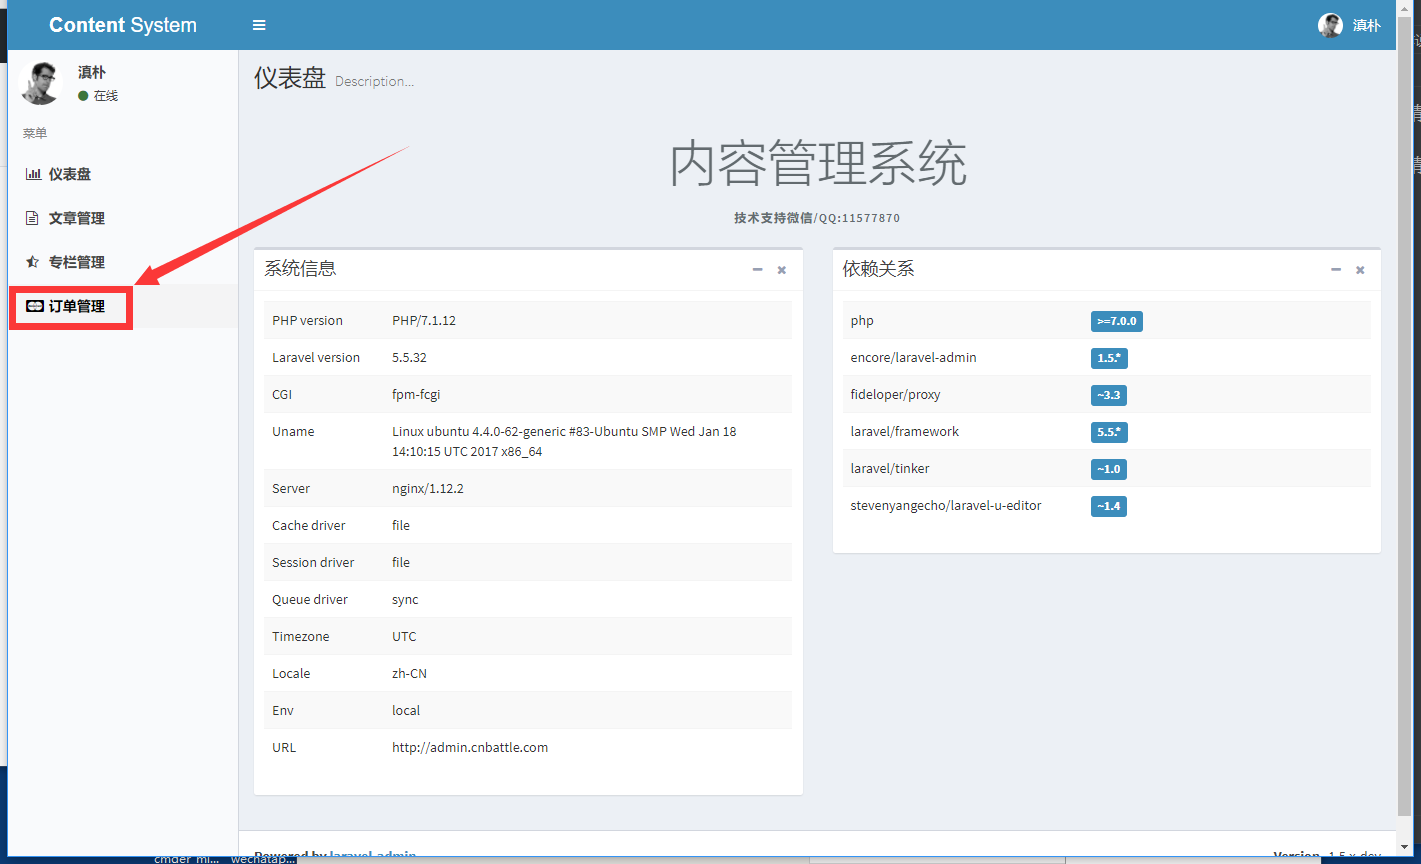 Content System
滇朴
滇朴
在线
菜单
仪表盘
文章管理
专栏管理
订单管理
仪表盘 Description...
内容管理系统
技术支持微信/QQ:11577870
系统信息
PHP version PHP/7.1.12
Laravel version 5.5.32
CGI fpm-fcgi
Uname Linux ubuntu 4.4.0-62-generic #83-Ubuntu SMP Wed Jan 18
14:10:15 UTC 2017 x86_64
Server nginx/1.12.2
Cache driver file
Session driver file
Queue driver sync
Timezone UTC
Locale zh-CN
Env local
URL http://admin.cnbattle.com
依赖关系
php >=7.0.0
encore/laravel-admin 1.5.*
fideloper/proxy ~3.3
laravel/framework 5.5.*
laravel/tinker ~1.0
stevenyangecho/laravel-u-editor ~1.4
Powered by laravel-admin
Version 1.5.x-dev
cmder_mi... wechatap...